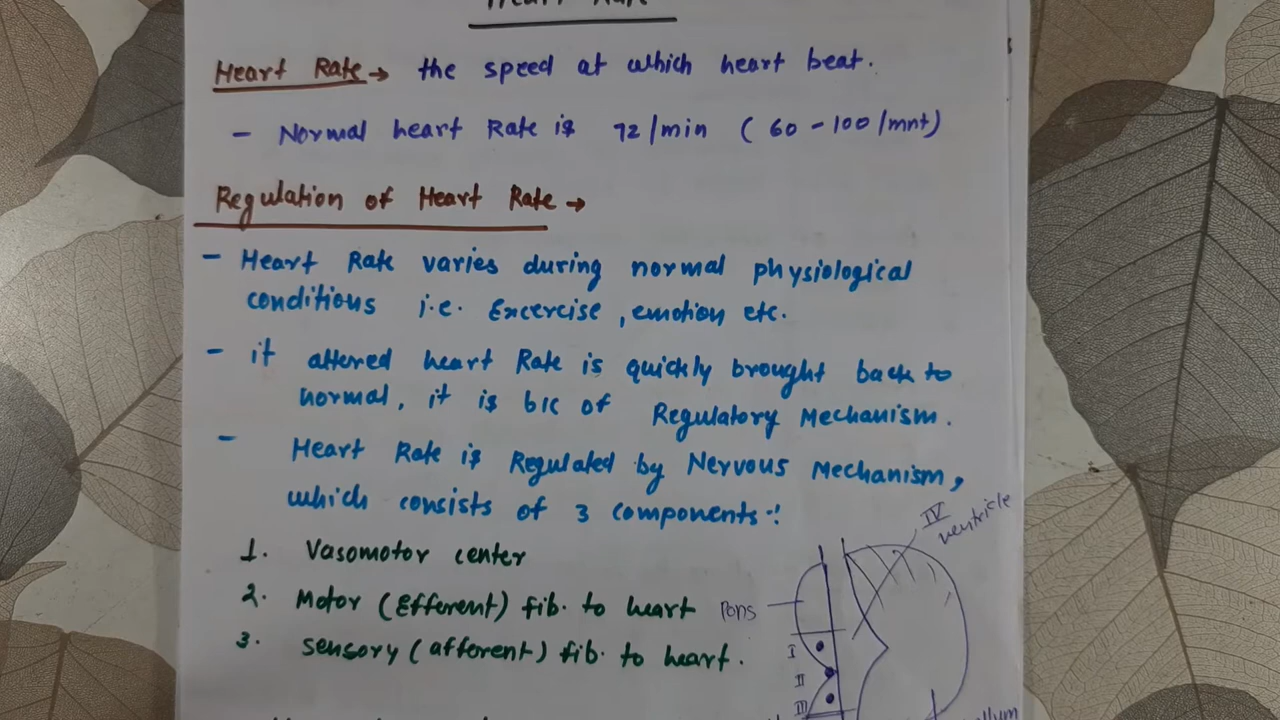 Heart Rate
Heart Rate → the speed at which heart beat.
- Normal heart Rate is 72/min (60-100/mnt)
Regulation of Heart Rate →
- Heart Rate varies during normal physiological
conditions i.e. Excercise, emotion etc.
- if altered heart Rate is quickly brought back to
normal, it is b/c of Regulatory Mechanism.
- Heart Rate is Regulated by Nervous Mechanism,
which consists of 3 components:
1. Vasomotor center
2. Motor (Efferent) fib. to heart
3. sensory (afferent) fib. to heart.
IV
ventricle
Pons
I
II
III